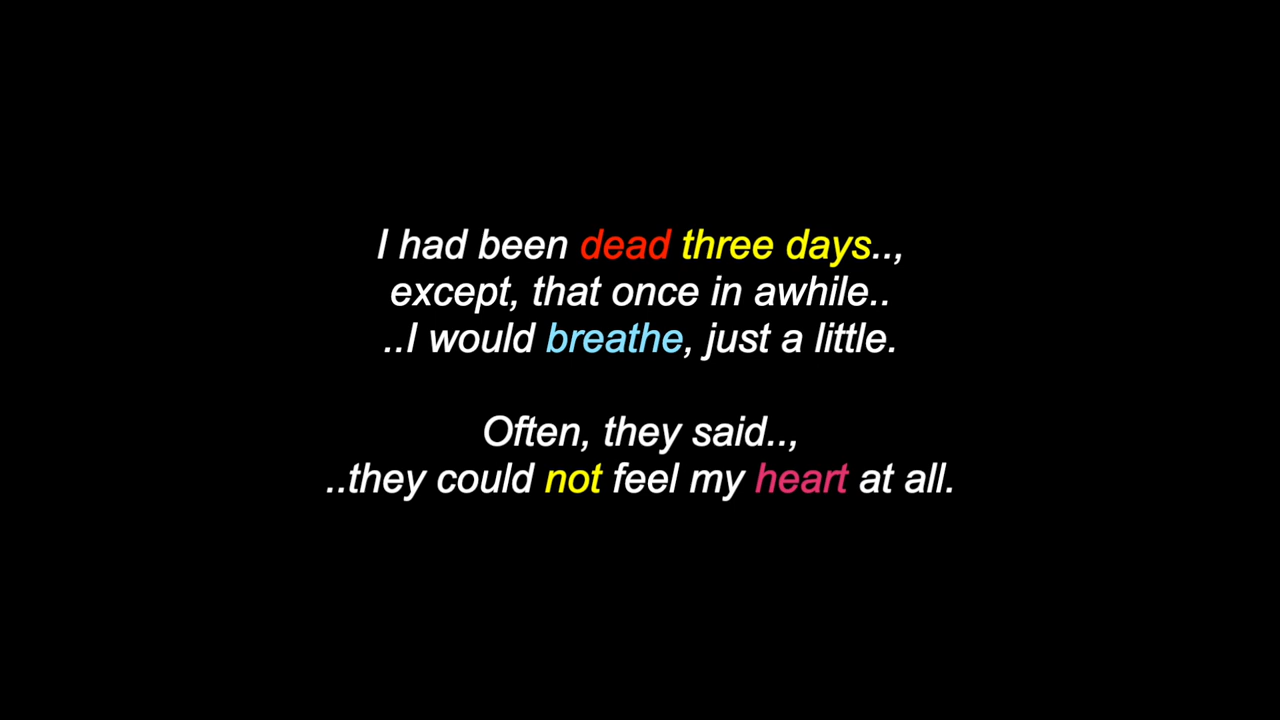 I had been dead three days..,
except, that once in awhile..
..I would breathe, just a little.
Often, they said..,
..they could not feel my heart at all.